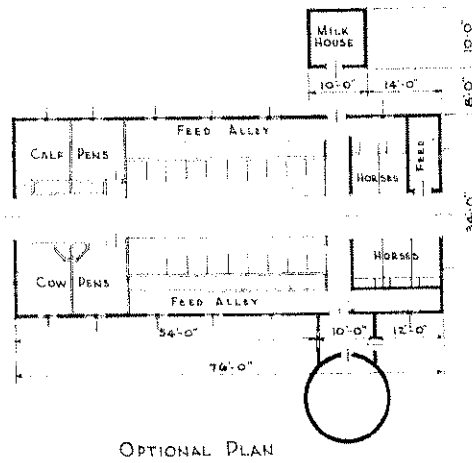 MILK
HOUSE
10'-0"
10'-0"
14'-0"
8'-0"
FEED ALLEY
CALF PENS
HORSES
FEED
34'-0"
COW PENS
HORSES
FEED ALLEY
54'-0"
10'-0"
12'-0"
76'-0"
OPTIONAL PLAN